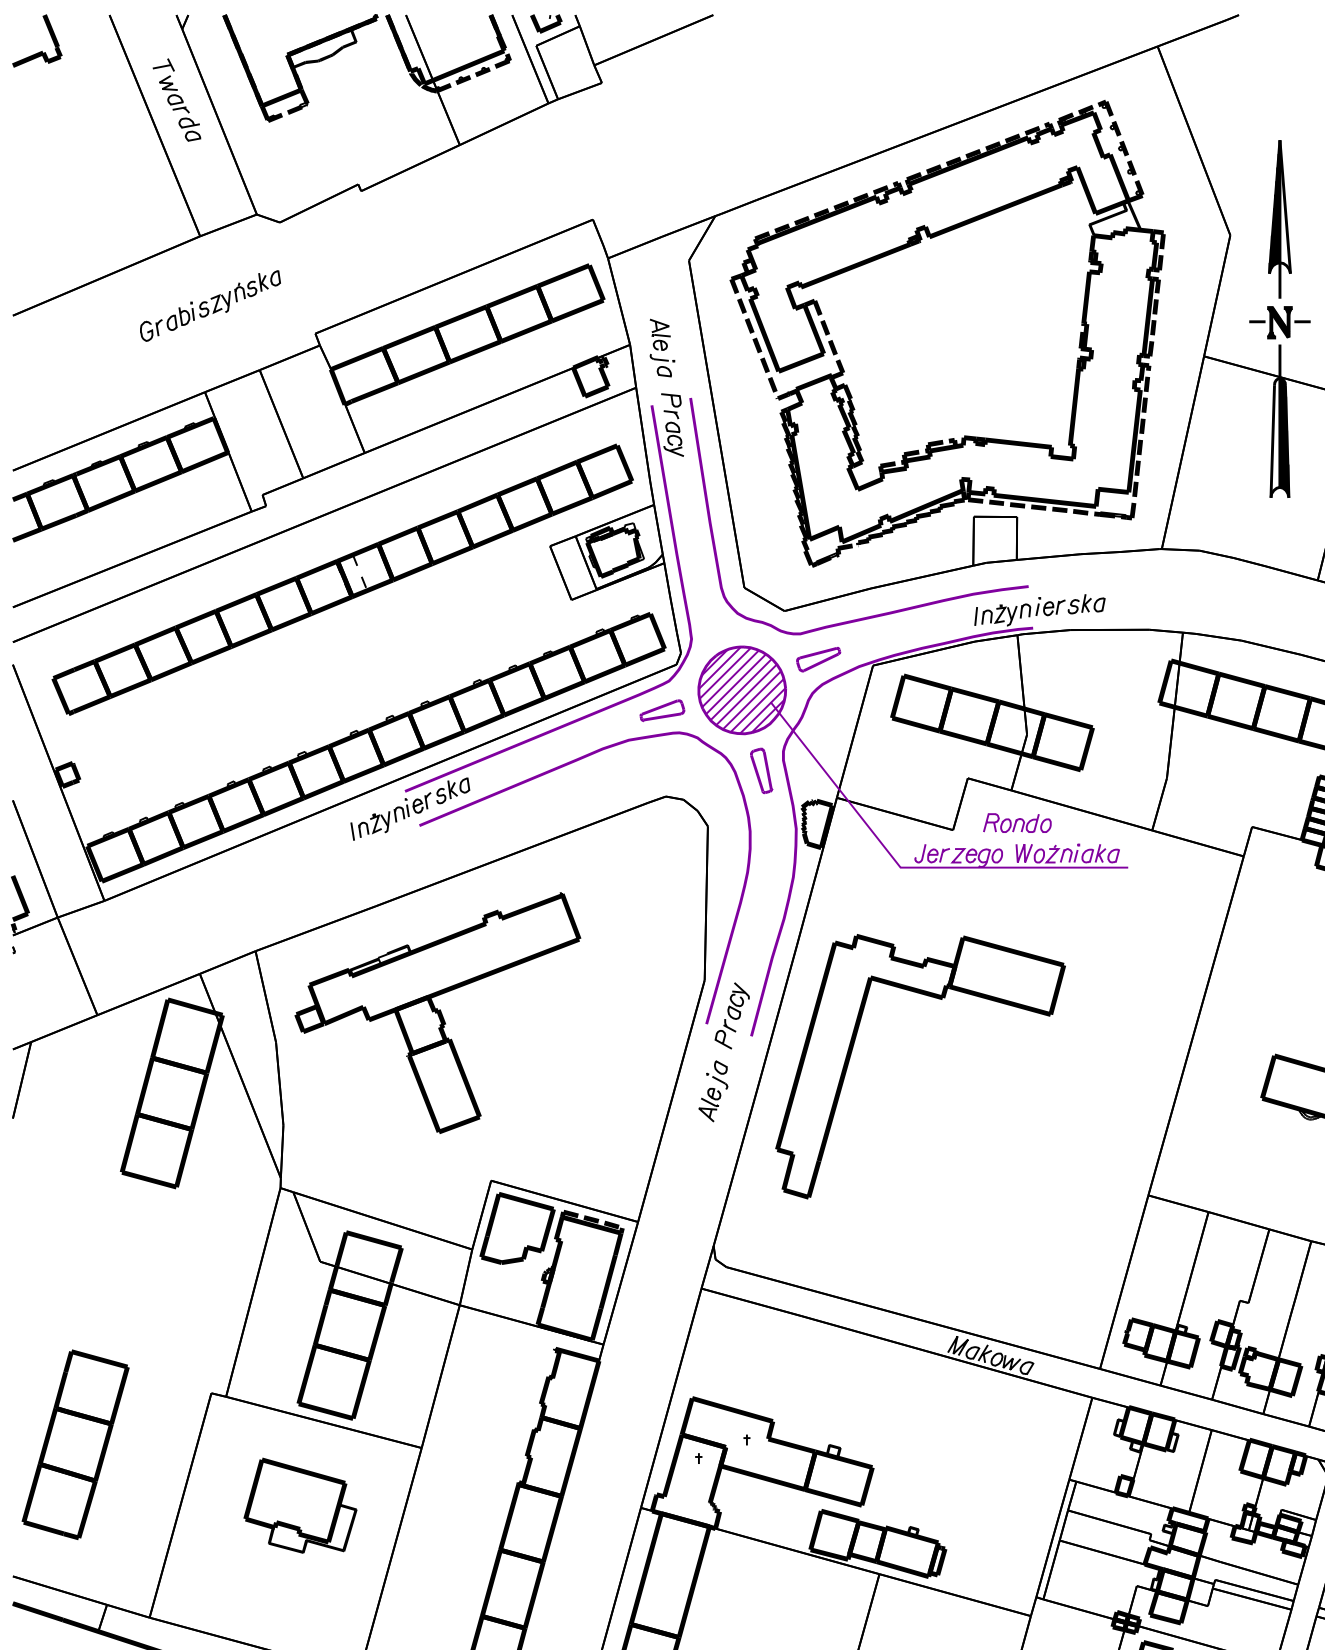 Twarda
Grabiszyńska
Aleja Pracy
N
Inżynierska
Inżynierska
Rondo
Jerzego Woźniaka
Aleja Pracy
Makowa